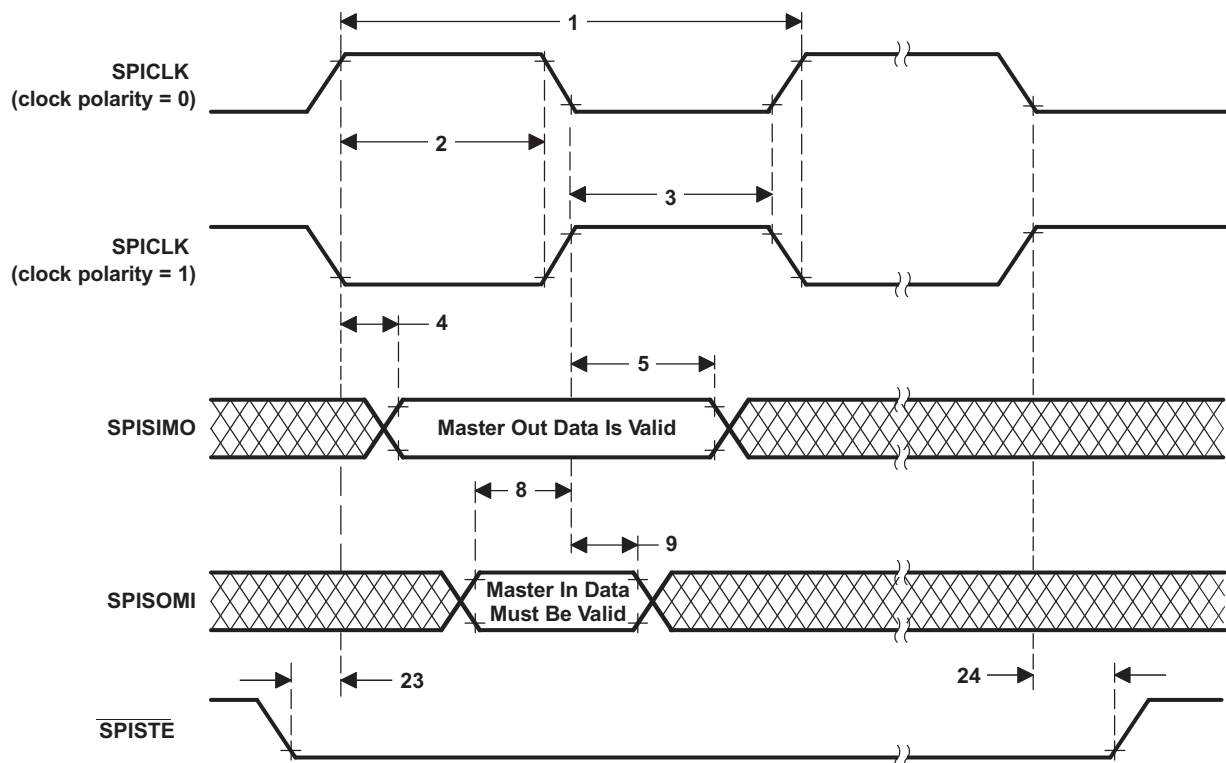 1
SPICLK
(clock polarity = 0)
2
3
SPICLK
(clock polarity = 1)
4
5
SPISIMO
Master Out Data Is Valid
8
9
SPISOMI
Master In Data
Must Be Valid
23
24
SPISTE